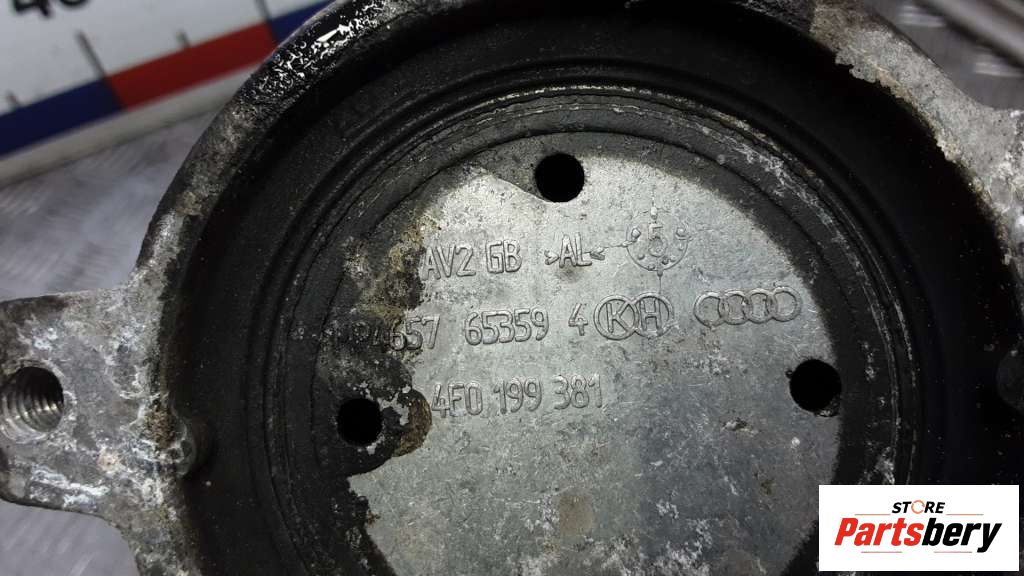 AV2 GB >AL< 5
4657 65359 4 KH
4F0 199 381
STORE
Partsbery